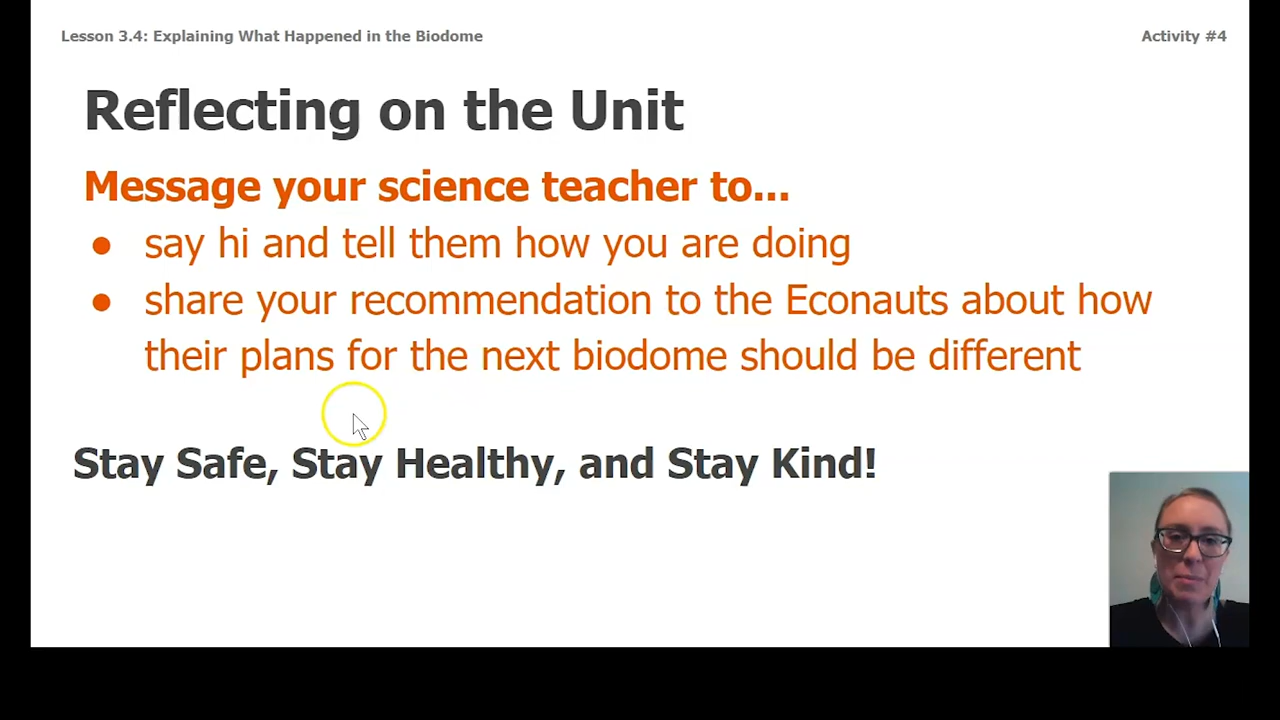 Lesson 3.4: Explaining What Happened in the Biodome
Activity #4
Reflecting on the Unit
Message your science teacher to...
● say hi and tell them how you are doing
● share your recommendation to the Econauts about how
their plans for the next biodome should be different
Stay Safe, Stay Healthy, and Stay Kind!